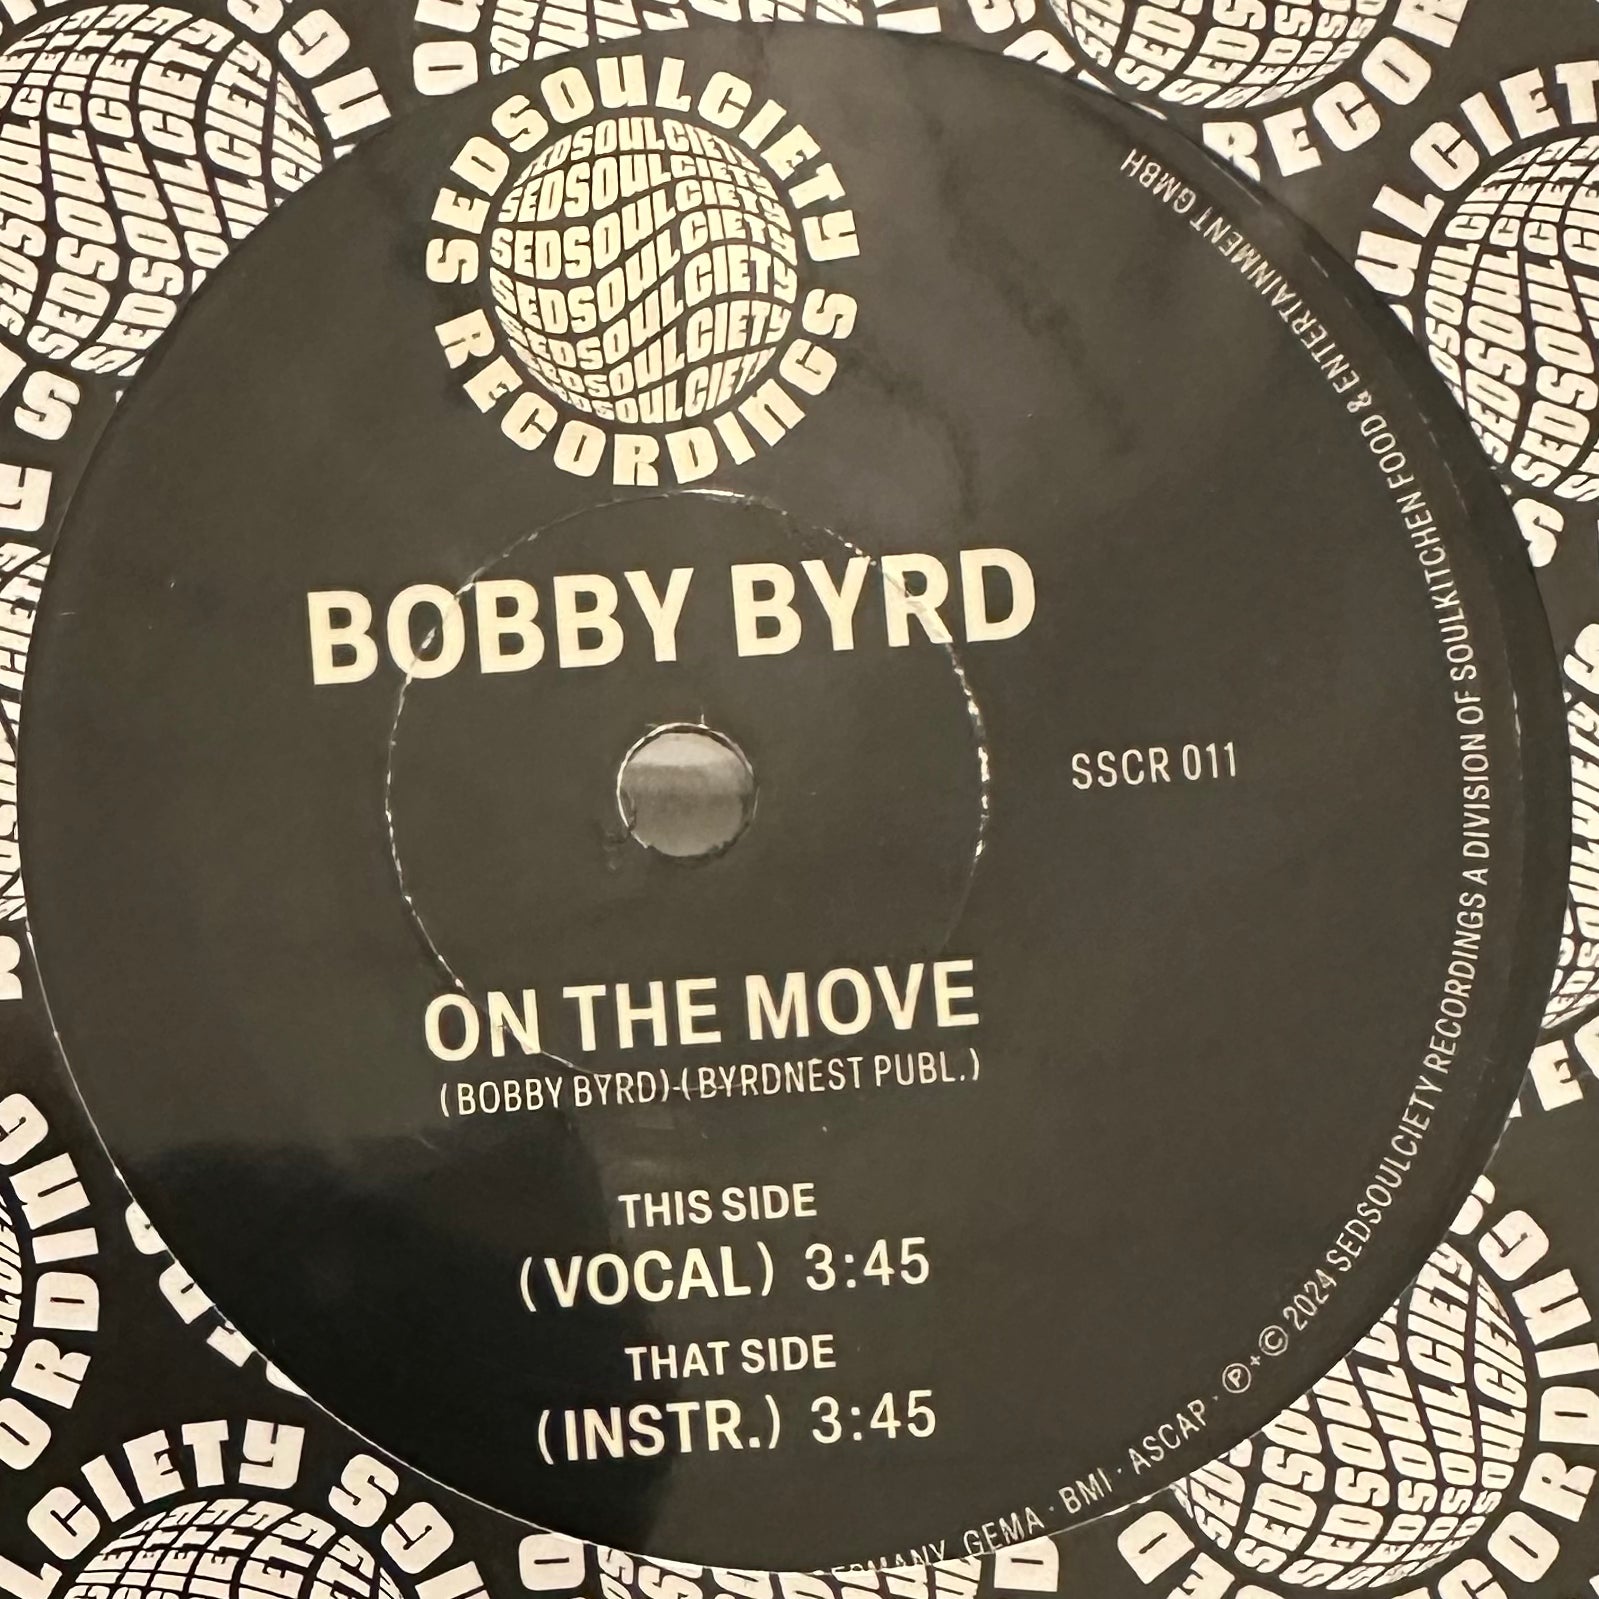 SEDSOULCIETY
RECORDINGS
SEDSOULCIETY
SEDSOULCIETY
SEDSOULCIETY
SEDSOULCIETY
SEDSOULCIETY
BOBBY BYRD
SSCR 011
ON THE MOVE
(BOBBY BYRD)-(BYRDNEST PUBL.)
THIS SIDE
(VOCAL) 3:45
THAT SIDE
(INSTR.) 3:45
GEMA · BMI · ASCAP · Ⓟ+© 2024 SEDSOULCIETY RECORDINGS A DIVISION OF SOULKITCHEN FOOD & ENTERTAINMENT GMBH